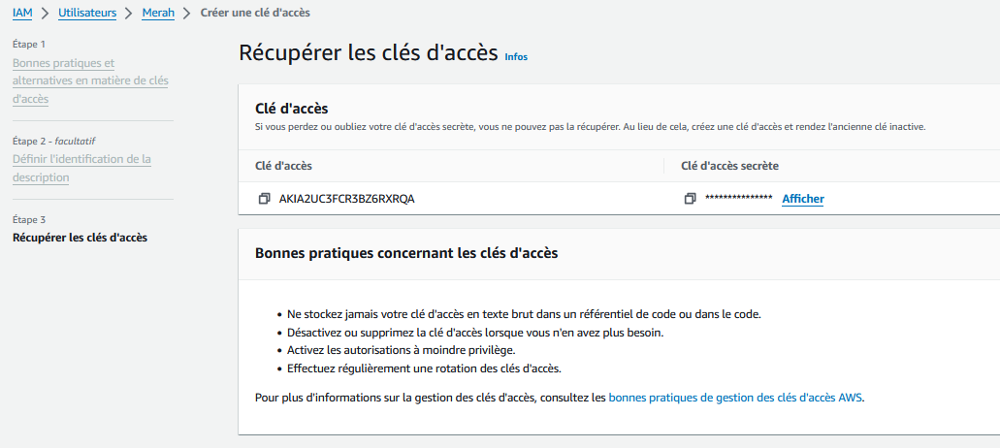 IAM > Utilisateurs > Merah > Créer une clé d'accès
Étape 1
Bonnes pratiques et
alternatives en matière de clés
d'accès
Étape 2 - facultatif
Définir l'identification de la
description
Étape 3
Récupérer les clés d'accès
Récupérer les clés d'accès Infos
Clé d'accès
Si vous perdez ou oubliez votre clé d'accès secrète, vous ne pouvez pas la récupérer. Au lieu de cela, créez une clé d'accès et rendez l'ancienne clé inactive.
Clé d'accès
Clé d'accès secrète
AKIA2UC3FCR3BZ6RXRQA
*************** Afficher
Bonnes pratiques concernant les clés d'accès
• Ne stockez jamais votre clé d'accès en texte brut dans un référentiel de code ou dans le code.
• Désactivez ou supprimez la clé d'accès lorsque vous n'en avez plus besoin.
• Activez les autorisations à moindre privilège.
• Effectuez régulièrement une rotation des clés d'accès.
Pour plus d'informations sur la gestion des clés d'accès, consultez les bonnes pratiques de gestion des clés d'accès AWS.